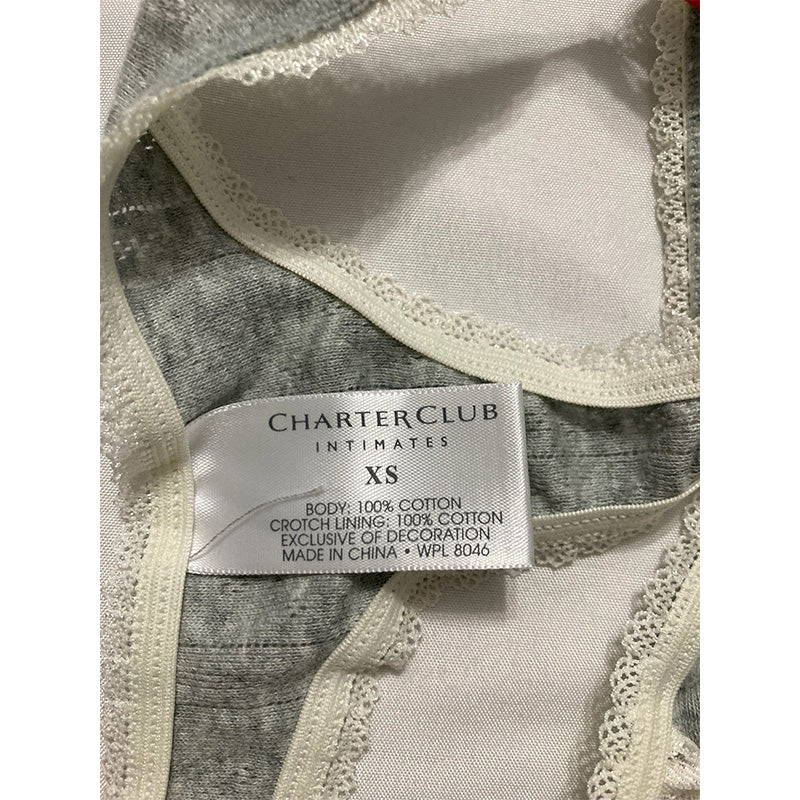 CHARTER CLUB
INTIMATES
XS
BODY: 100% COTTON
CROTCH LINING: 100% COTTON
EXCLUSIVE OF DECORATION
MADE IN CHINA • WPL 8046